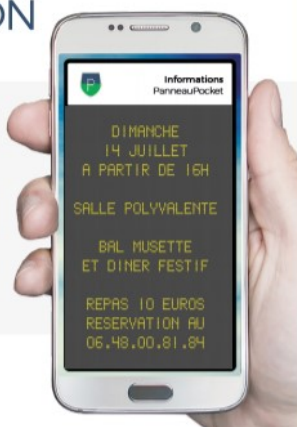 ON
P
Informations
PanneauPocket
DIMANCHE
14 JUILLET
A PARTIR DE 16H
SALLE POLYVALENTE
BAL MUSETTE
ET DINER FESTIF
REPAS 10 EUROS
RESERVATION AU
06.48.00.81.84